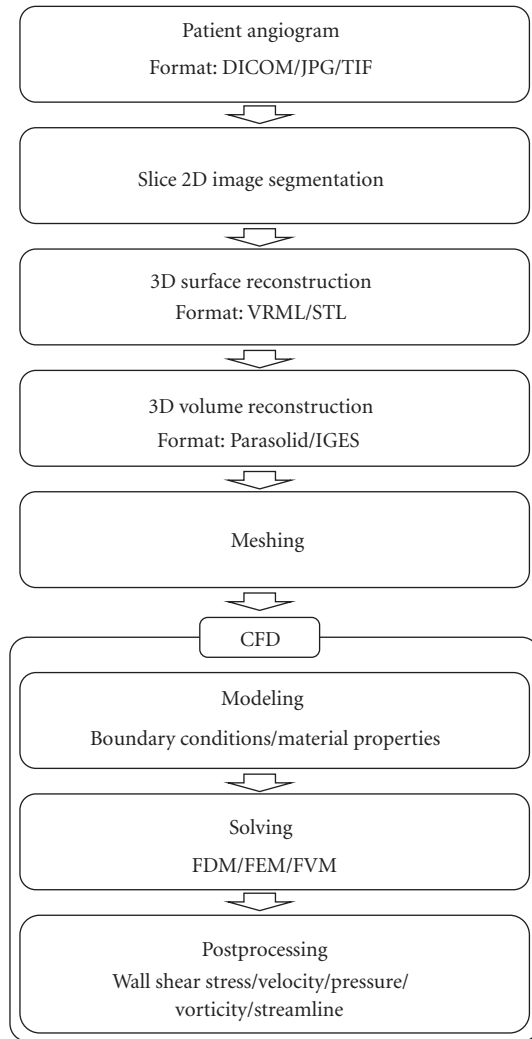 Patient angiogram
Format: DICOM/JPG/TIF
Slice 2D image segmentation
3D surface reconstruction
Format: VRML/STL
3D volume reconstruction
Format: Parasolid/IGES
Meshing
CFD
Modeling
Boundary conditions/material properties
Solving
FDM/FEM/FVM
Postprocessing
Wall shear stress/velocity/pressure/
vorticity/streamline